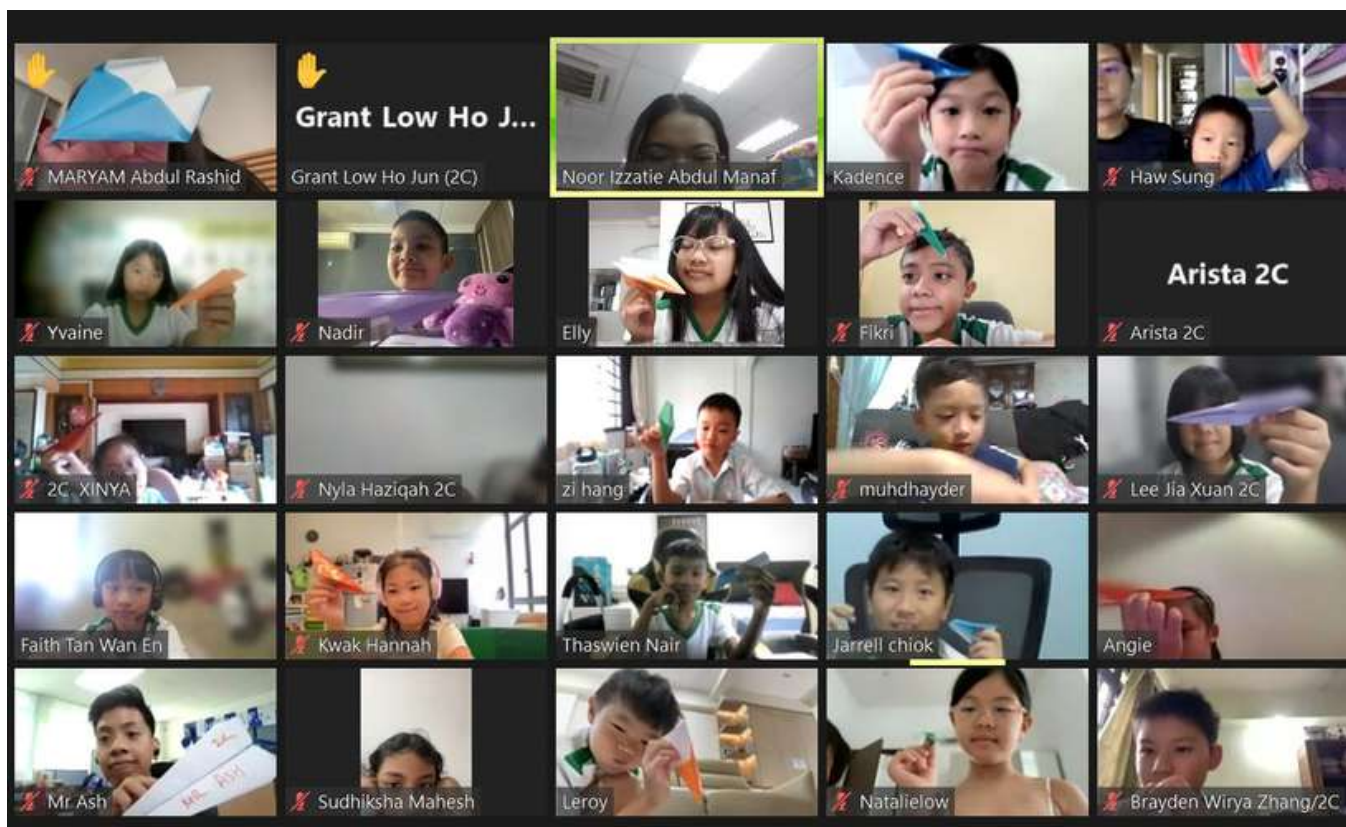 MARYAM Abdul Rashid
Grant Low Ho J...
Grant Low Ho Jun (2C)
Noor Izzatie Abdul Manaf
Kadence
Haw Sung
Yvaine
Nadir
Elly
Fikri
Arista 2C
Arista 2C
2C. XINYA
Nyla Haziqah 2C
zi hang
muhdhayder
Lee Jia Xuan 2C
Faith Tan Wan En
Kwak Hannah
Thaswien Nair
Jarrell chiok
Angie
Mr Ash
MR ASH
Sudhiksha Mahesh
Leroy
Natalielow
Brayden Wirya Zhang/2C